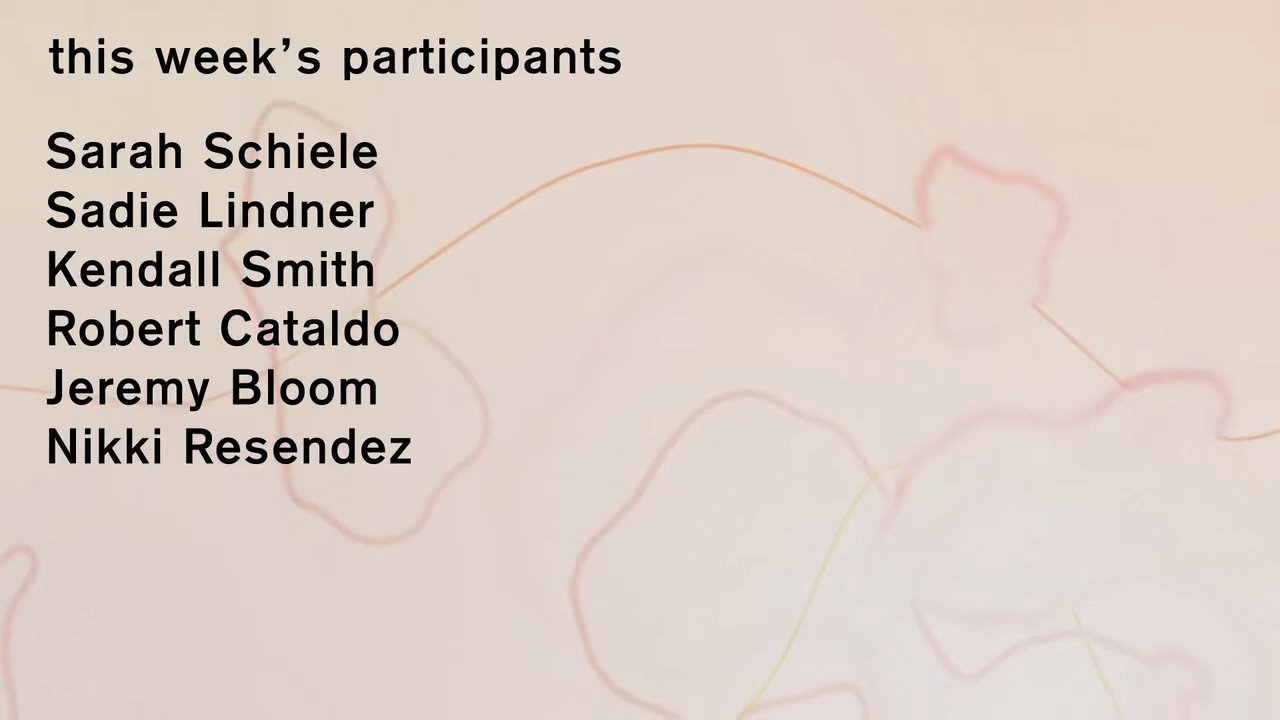 this week’s participants
Sarah Schiele
Sadie Lindner
Kendall Smith
Robert Cataldo
Jeremy Bloom
Nikki Resendez